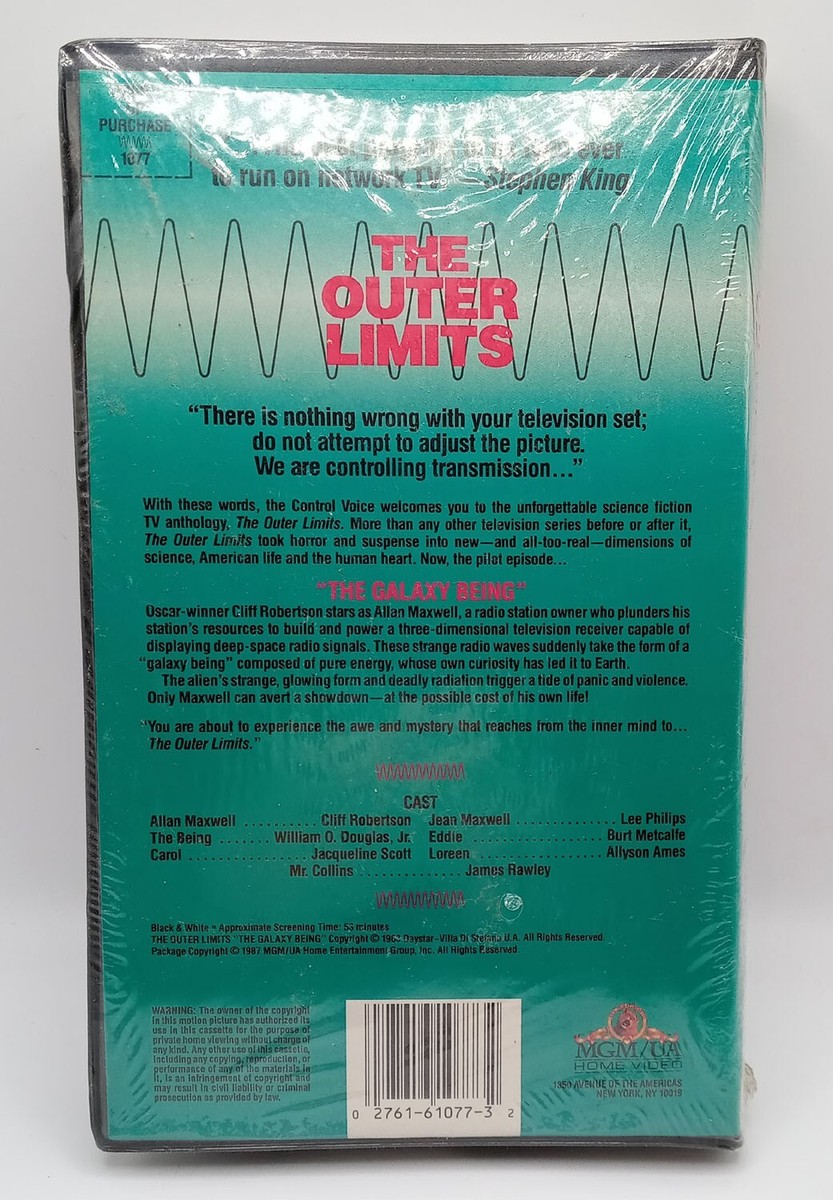 PURCHASE
1077
ever
to run on network TV." —Stephen King
THE
OUTER
LIMITS
“There is nothing wrong with your television set;
do not attempt to adjust the picture.
We are controlling transmission...”
With these words, the Control Voice welcomes you to the unforgettable science fiction
TV anthology, The Outer Limits. More than any other television series before or after it,
The Outer Limits took horror and suspense into new—and all-too-real—dimensions of
science, American life and the human heart. Now, the pilot episode...
“THE GALAXY BEING”
Oscar-winner Cliff Robertson stars as Allan Maxwell, a radio station owner who plunders his
station's resources to build and power a three-dimensional television receiver capable of
displaying deep-space radio signals. These strange radio waves suddenly take the form of a
“galaxy being” composed of pure energy, whose own curiosity has led it to Earth.
The alien's strange, glowing form and deadly radiation trigger a tide of panic and violence.
Only Maxwell can avert a showdown—at the possible cost of his own life!
“You are about to experience the awe and mystery that reaches from the inner mind to...
The Outer Limits.”
CAST
Allan Maxwell .......... Cliff Robertson Jean Maxwell .............. Lee Philips
The Being ....... William O. Douglas, Jr. Eddie ................... Burt Metcalfe
Carol ................. Jacqueline Scott Loreen .................. Allyson Ames
Mr. Collins .............. James Rawley
Black & White • Approximate Screening Time: 53 minutes
THE OUTER LIMITS "THE GALAXY BEING" Copyright © 1963 Daystar–Villa Di Stefano U.A. All Rights Reserved.
Package Copyright © 1987 MGM/UA Home Entertainment Group, Inc. All Rights Reserved.
WARNING: The owner of the copyright
in this motion picture has authorized its
use in this cassette for the purpose of
private home viewing without charge of
any kind. Any other use of this cassette,
including any copying, reproduction, or
performance of any of the materials in
it, is an infringement of copyright and
may result in civil liability or criminal
prosecution as provided by law.
0 2761-61077-3 2
MGM/UA
HOME VIDEO
1350 AVENUE OF THE AMERICAS
NEW YORK, NY 10019